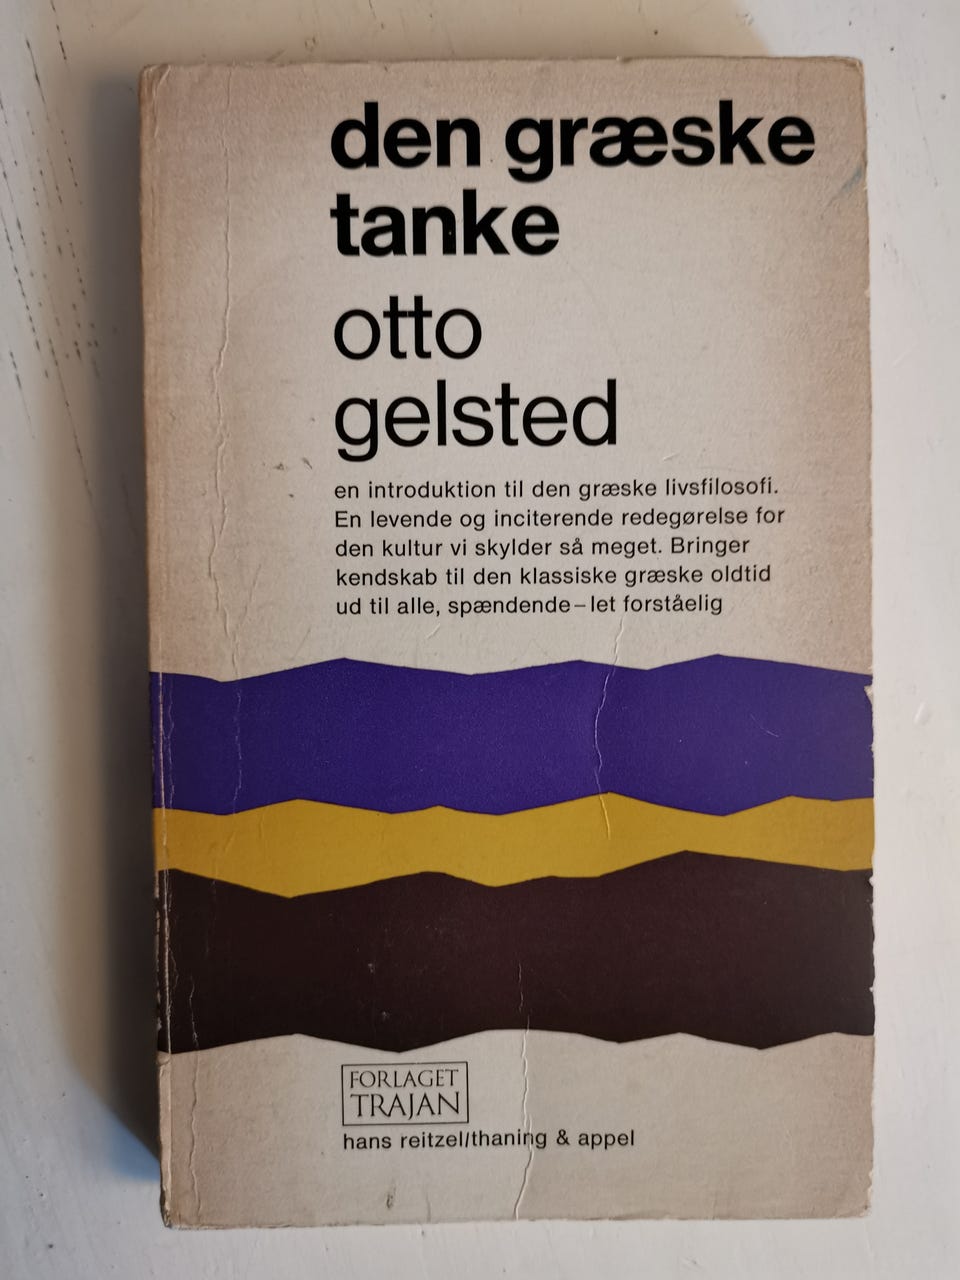 den græske
tanke
otto
gelsted
en introduktion til den græske livsfilosofi.
En levende og inciterende redegørelse for
den kultur vi skylder så meget. Bringer
kendskab til den klassiske græske oldtid
ud til alle, spændende – let forståelig
FORLAGET
TRAJAN
hans reitzel/thaning & appel